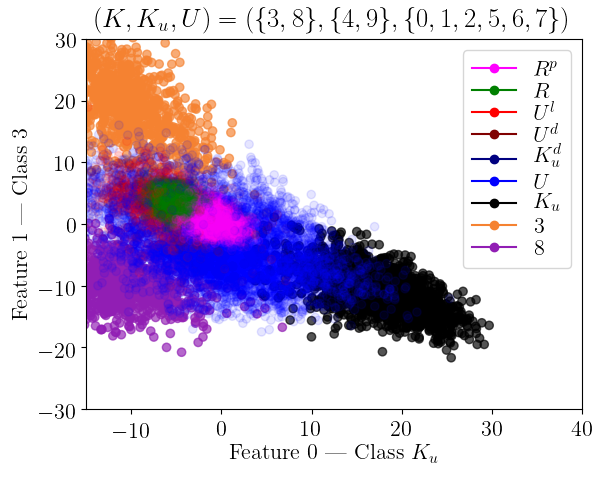 (K, K_u, U) = ({3, 8}, {4, 9}, {0, 1, 2, 5, 6, 7})
30
20
10
0
−10
−20
−30
Feature 1 — Class 3
R^p
R
U^l
U^d
K_u^d
U
K_u
3
8
−10
0
10
20
30
40
Feature 0 — Class K_u